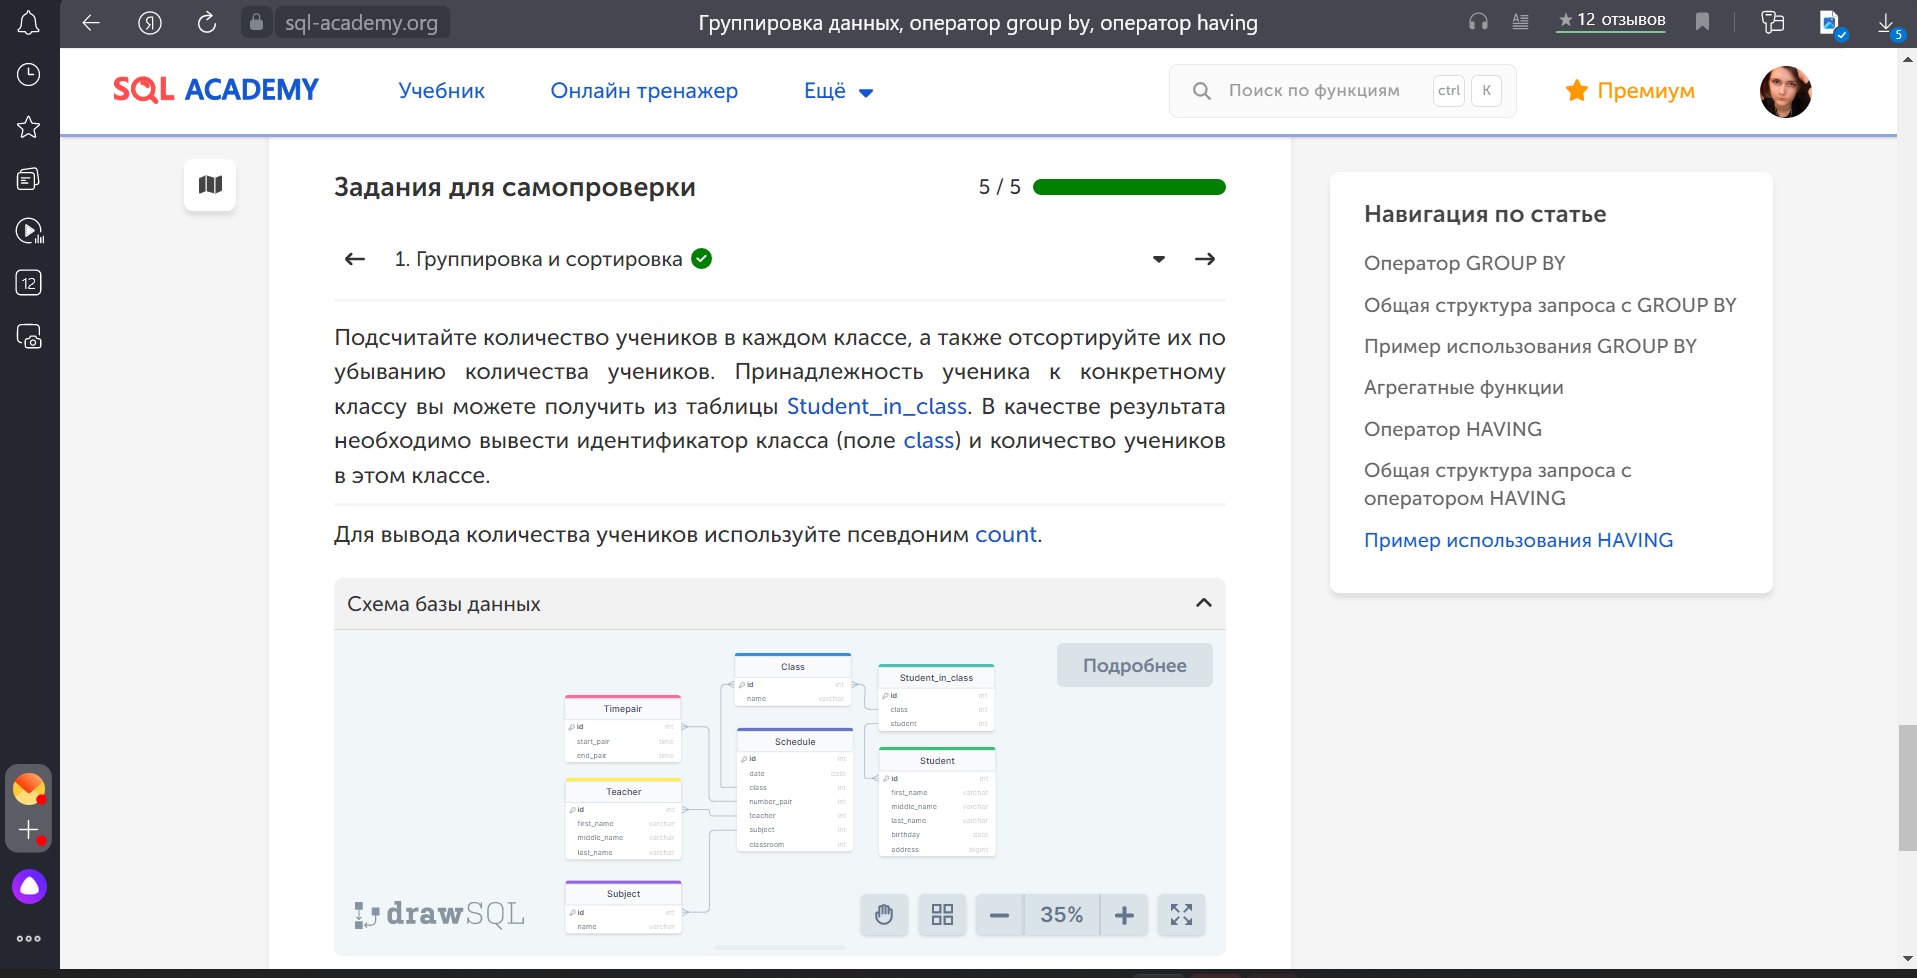 sql-academy.org
Группировка данных, оператор group by, оператор having
★ 12 отзывов
5
12
SQL ACADEMY
Учебник
Онлайн тренажер
Ещё
Поиск по функциям
ctrl
K
Премиум
Задания для самопроверки
5 / 5
1. Группировка и сортировка
Подсчитайте количество учеников в каждом классе, а также отсортируйте их по
убыванию количества учеников. Принадлежность ученика к конкретному
классу вы можете получить из таблицы Student_in_class. В качестве результата
необходимо вывести идентификатор класса (поле class) и количество учеников
в этом классе.
Для вывода количества учеников используйте псевдоним count.
Схема базы данных
Подробнее
Timepair
id int
start_pair time
end_pair time
Teacher
id int
first_name varchar
middle_name varchar
last_name varchar
Subject
id int
name varchar
Class
id int
name varchar
Schedule
id int
date date
class int
number_pair int
teacher int
subject int
classroom int
Student_in_class
id int
class int
student int
Student
id int
first_name varchar
middle_name varchar
last_name varchar
birthday date
address bigint
drawSQL
35%
Навигация по статье
Оператор GROUP BY
Общая структура запроса с GROUP BY
Пример использования GROUP BY
Агрегатные функции
Оператор HAVING
Общая структура запроса с
оператором HAVING
Пример использования HAVING